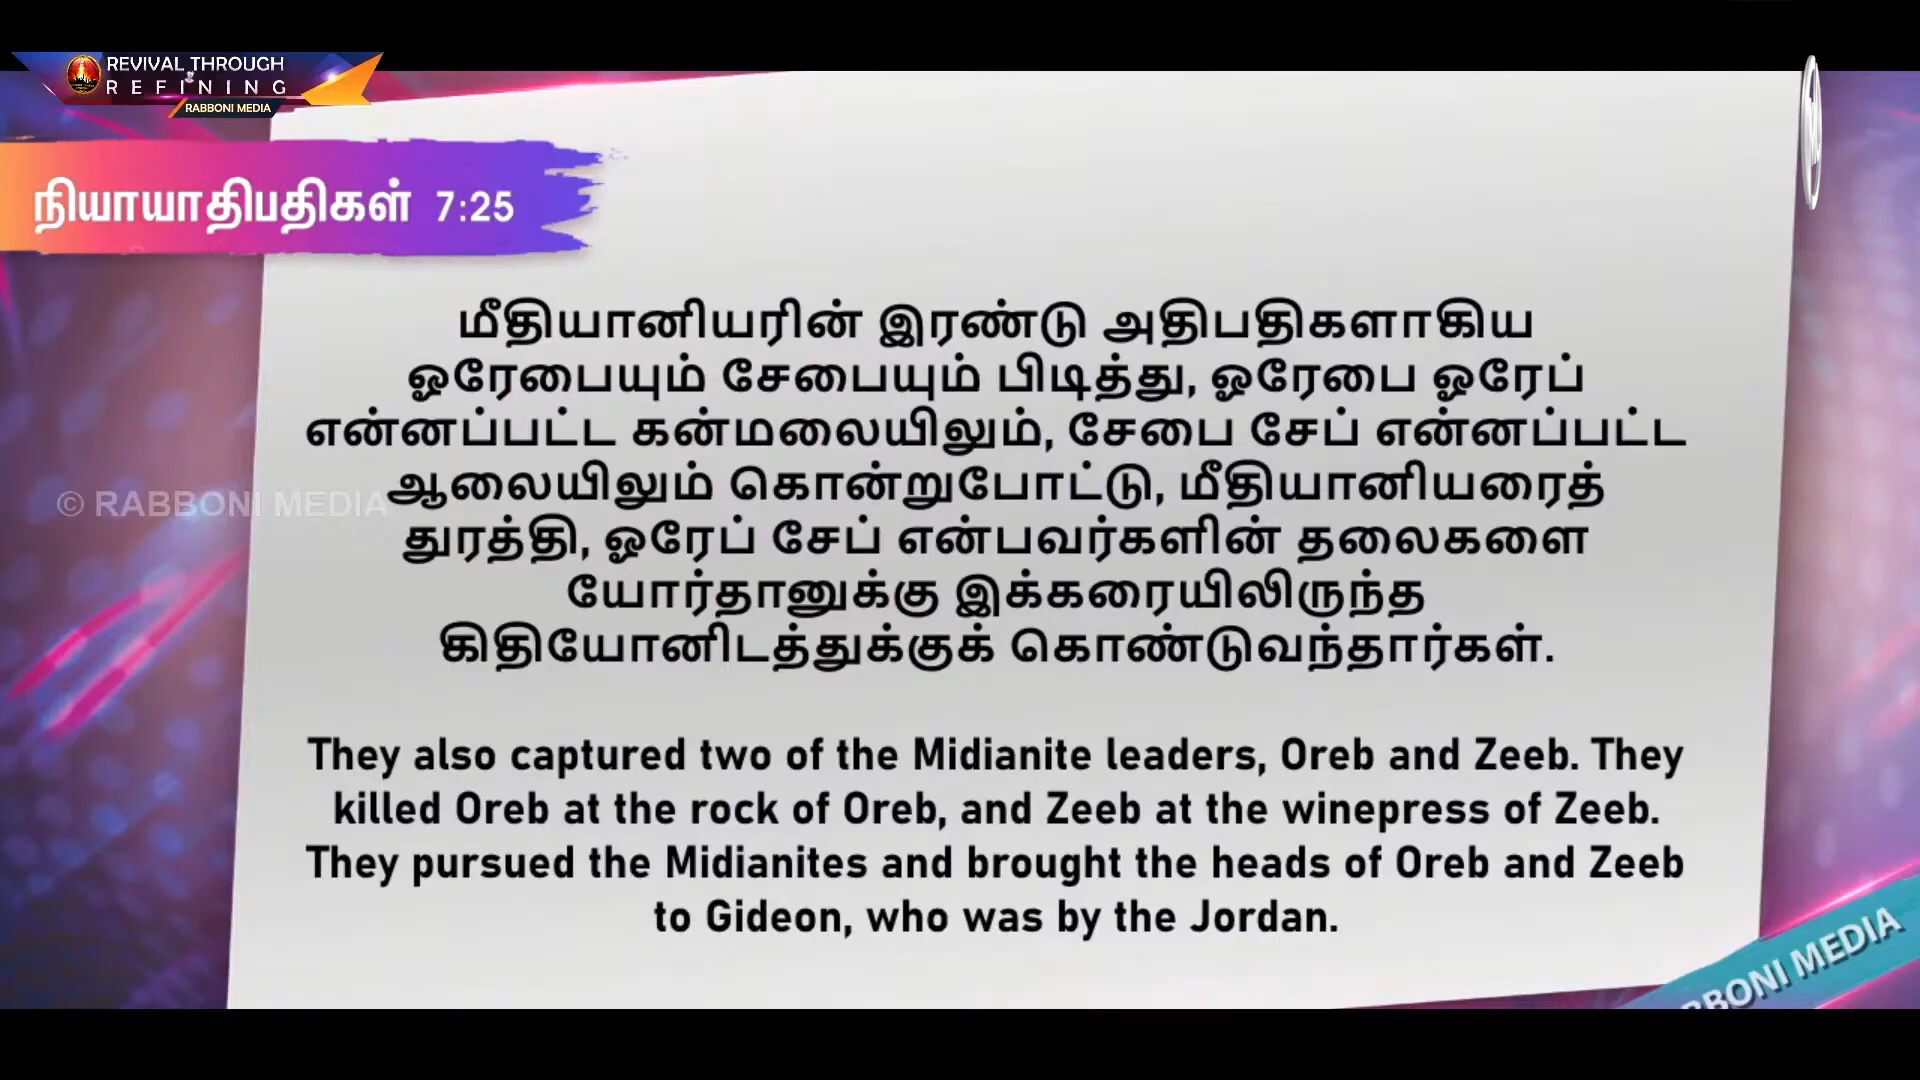 REVIVAL THROUGH
REFINING
RABBONI MEDIA
நியாயாதிபதிகள் 7:25
மீதியானியரின் இரண்டு அதிபதிகளாகிய
ஓரேபையும் சேபையும் பிடித்து, ஓரேபை ஓரேப்
என்னப்பட்ட கன்மலையிலும், சேபை சேப் என்னப்பட்ட
ஆலையிலும் கொன்றுபோட்டு, மீதியானியரைத்
© RABBONI MEDIA
துரத்தி, ஓரேப் சேப் என்பவர்களின் தலைகளை
யோர்தானுக்கு இக்கரையிலிருந்த
கிதியோனிடத்துக்குக் கொண்டுவந்தார்கள்.
They also captured two of the Midianite leaders, Oreb and Zeeb. They
killed Oreb at the rock of Oreb, and Zeeb at the winepress of Zeeb.
They pursued the Midianites and brought the heads of Oreb and Zeeb
to Gideon, who was by the Jordan.
BBONI MEDIA